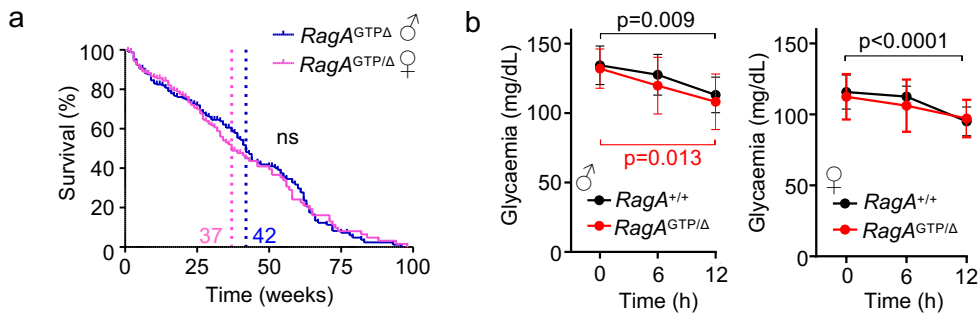 a
RagA^GTPΔ ♂
RagA^GTP/Δ ♀
Survival (%)
100
80
60
40
20
0
ns
37
42
0
25
50
75
100
Time (weeks)
b
p=0.009
Glycaemia (mg/dL)
150
100
50
0
p=0.013
♂
RagA^+/+
RagA^GTP/Δ
0
6
12
Time (h)
p<0.0001
Glycaemia (mg/dL)
150
100
50
0
♀
RagA^+/+
RagA^GTP/Δ
0
6
12
Time (h)